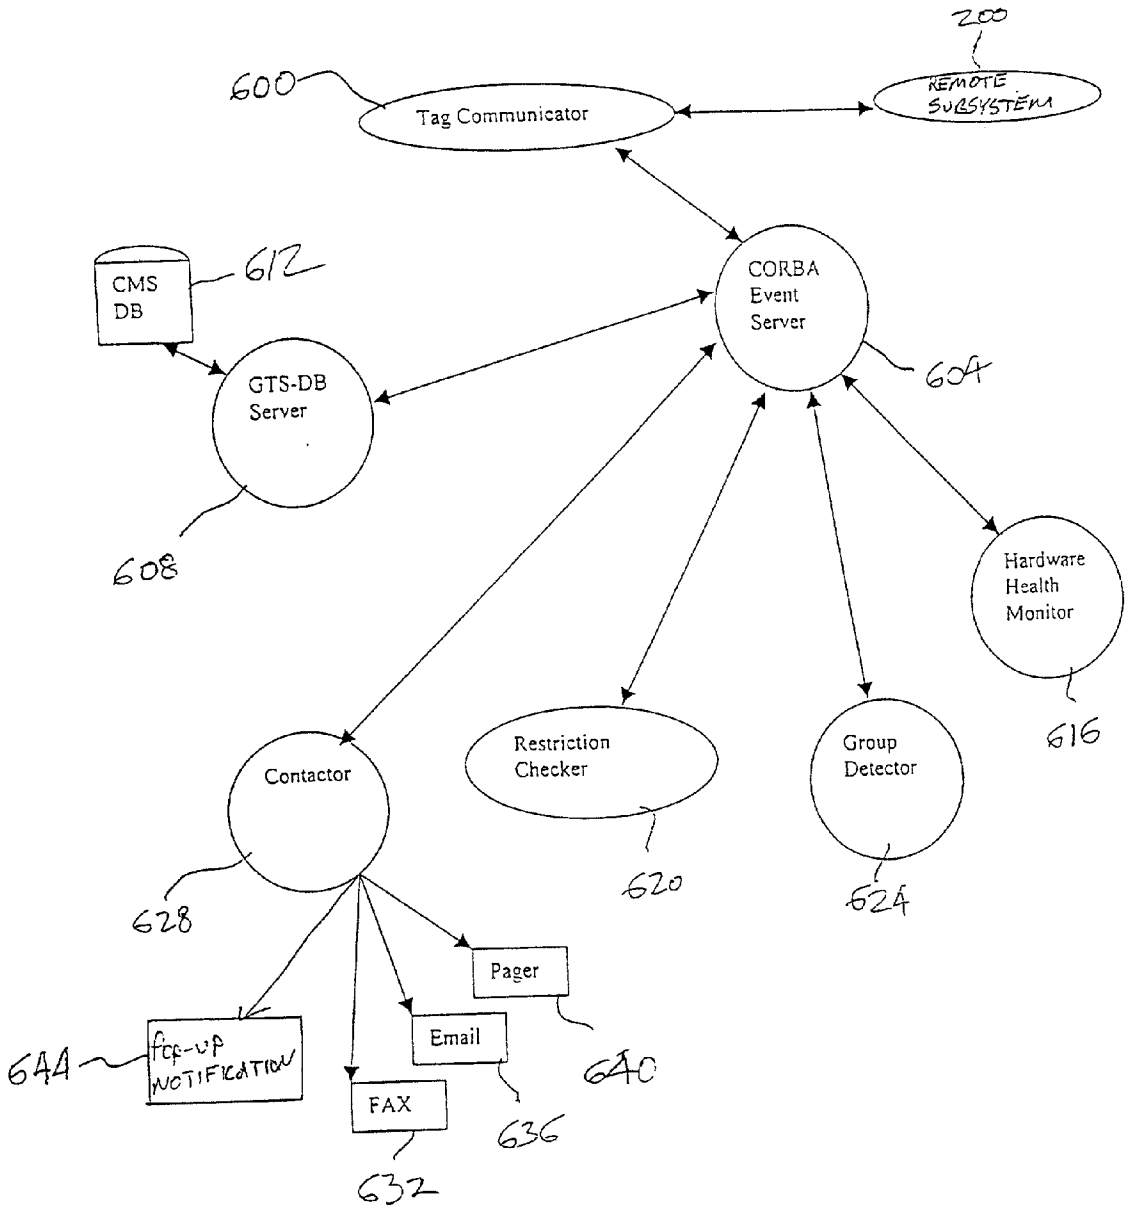 200
600
REMOTE
SUBSYSTEM
Tag Communicator
612
CMS
DB
CORBA
Event
Server
604
GTS-DB
Server
608
Hardware
Health
Monitor
616
Contactor
Restriction
Checker
Group
Detector
620
624
628
Pager
640
Email
636
Pop-up
NOTIFICATION
644
FAX
632